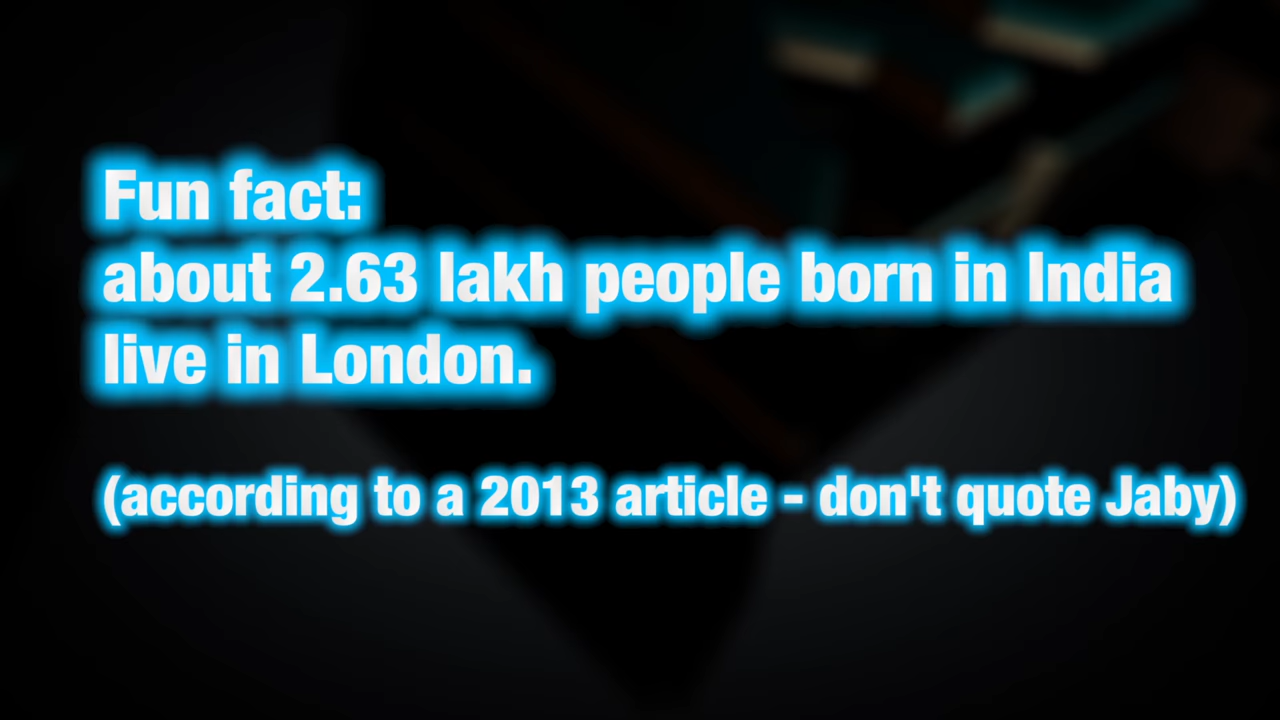 Fun fact:
about 2.63 lakh people born in India
live in London.
(according to a 2013 article - don't quote Jaby)